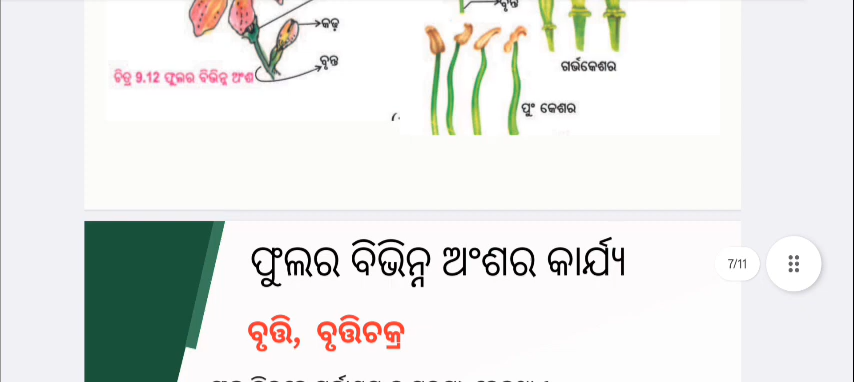 ବୃନ୍ତ
କଢ଼
ବୃନ୍ତ
ଗର୍ଭକେଶର
ଚିତ୍ର 9.12 ଫୁଲର ବିଭିନ୍ନ ଅଂଶ
ପୁଂ କେଶର
ଫୁଲର ବିଭିନ୍ନ ଅଂଶର କାର୍ଯ୍ୟ
7/11
ବୃତ୍ତି, ବୃତ୍ତିଚକ୍ର